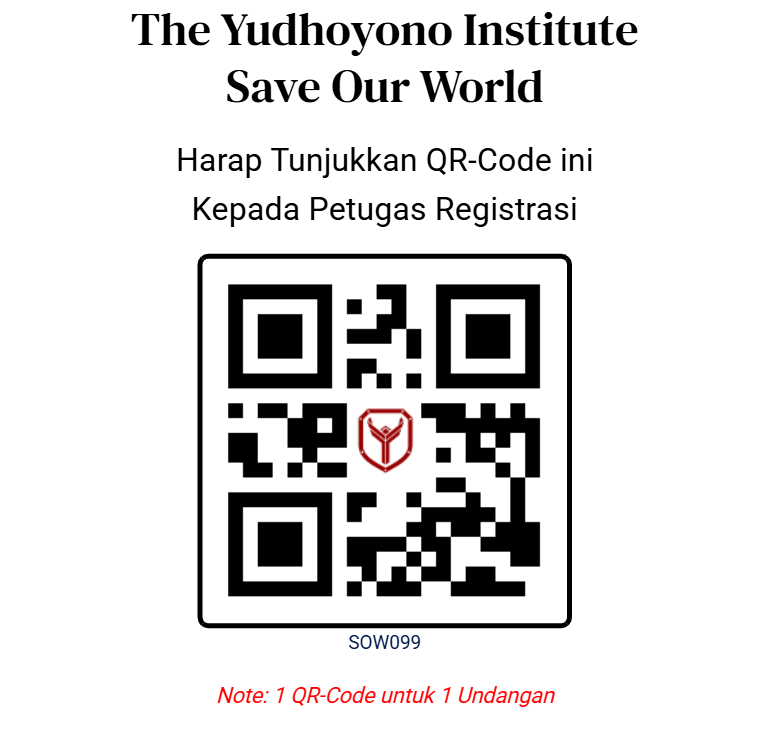 The Yudhoyono Institute
Save Our World
Harap Tunjukkan QR-Code ini
Kepada Petugas Registrasi
SOW099
Note: 1 QR-Code untuk 1 Undangan